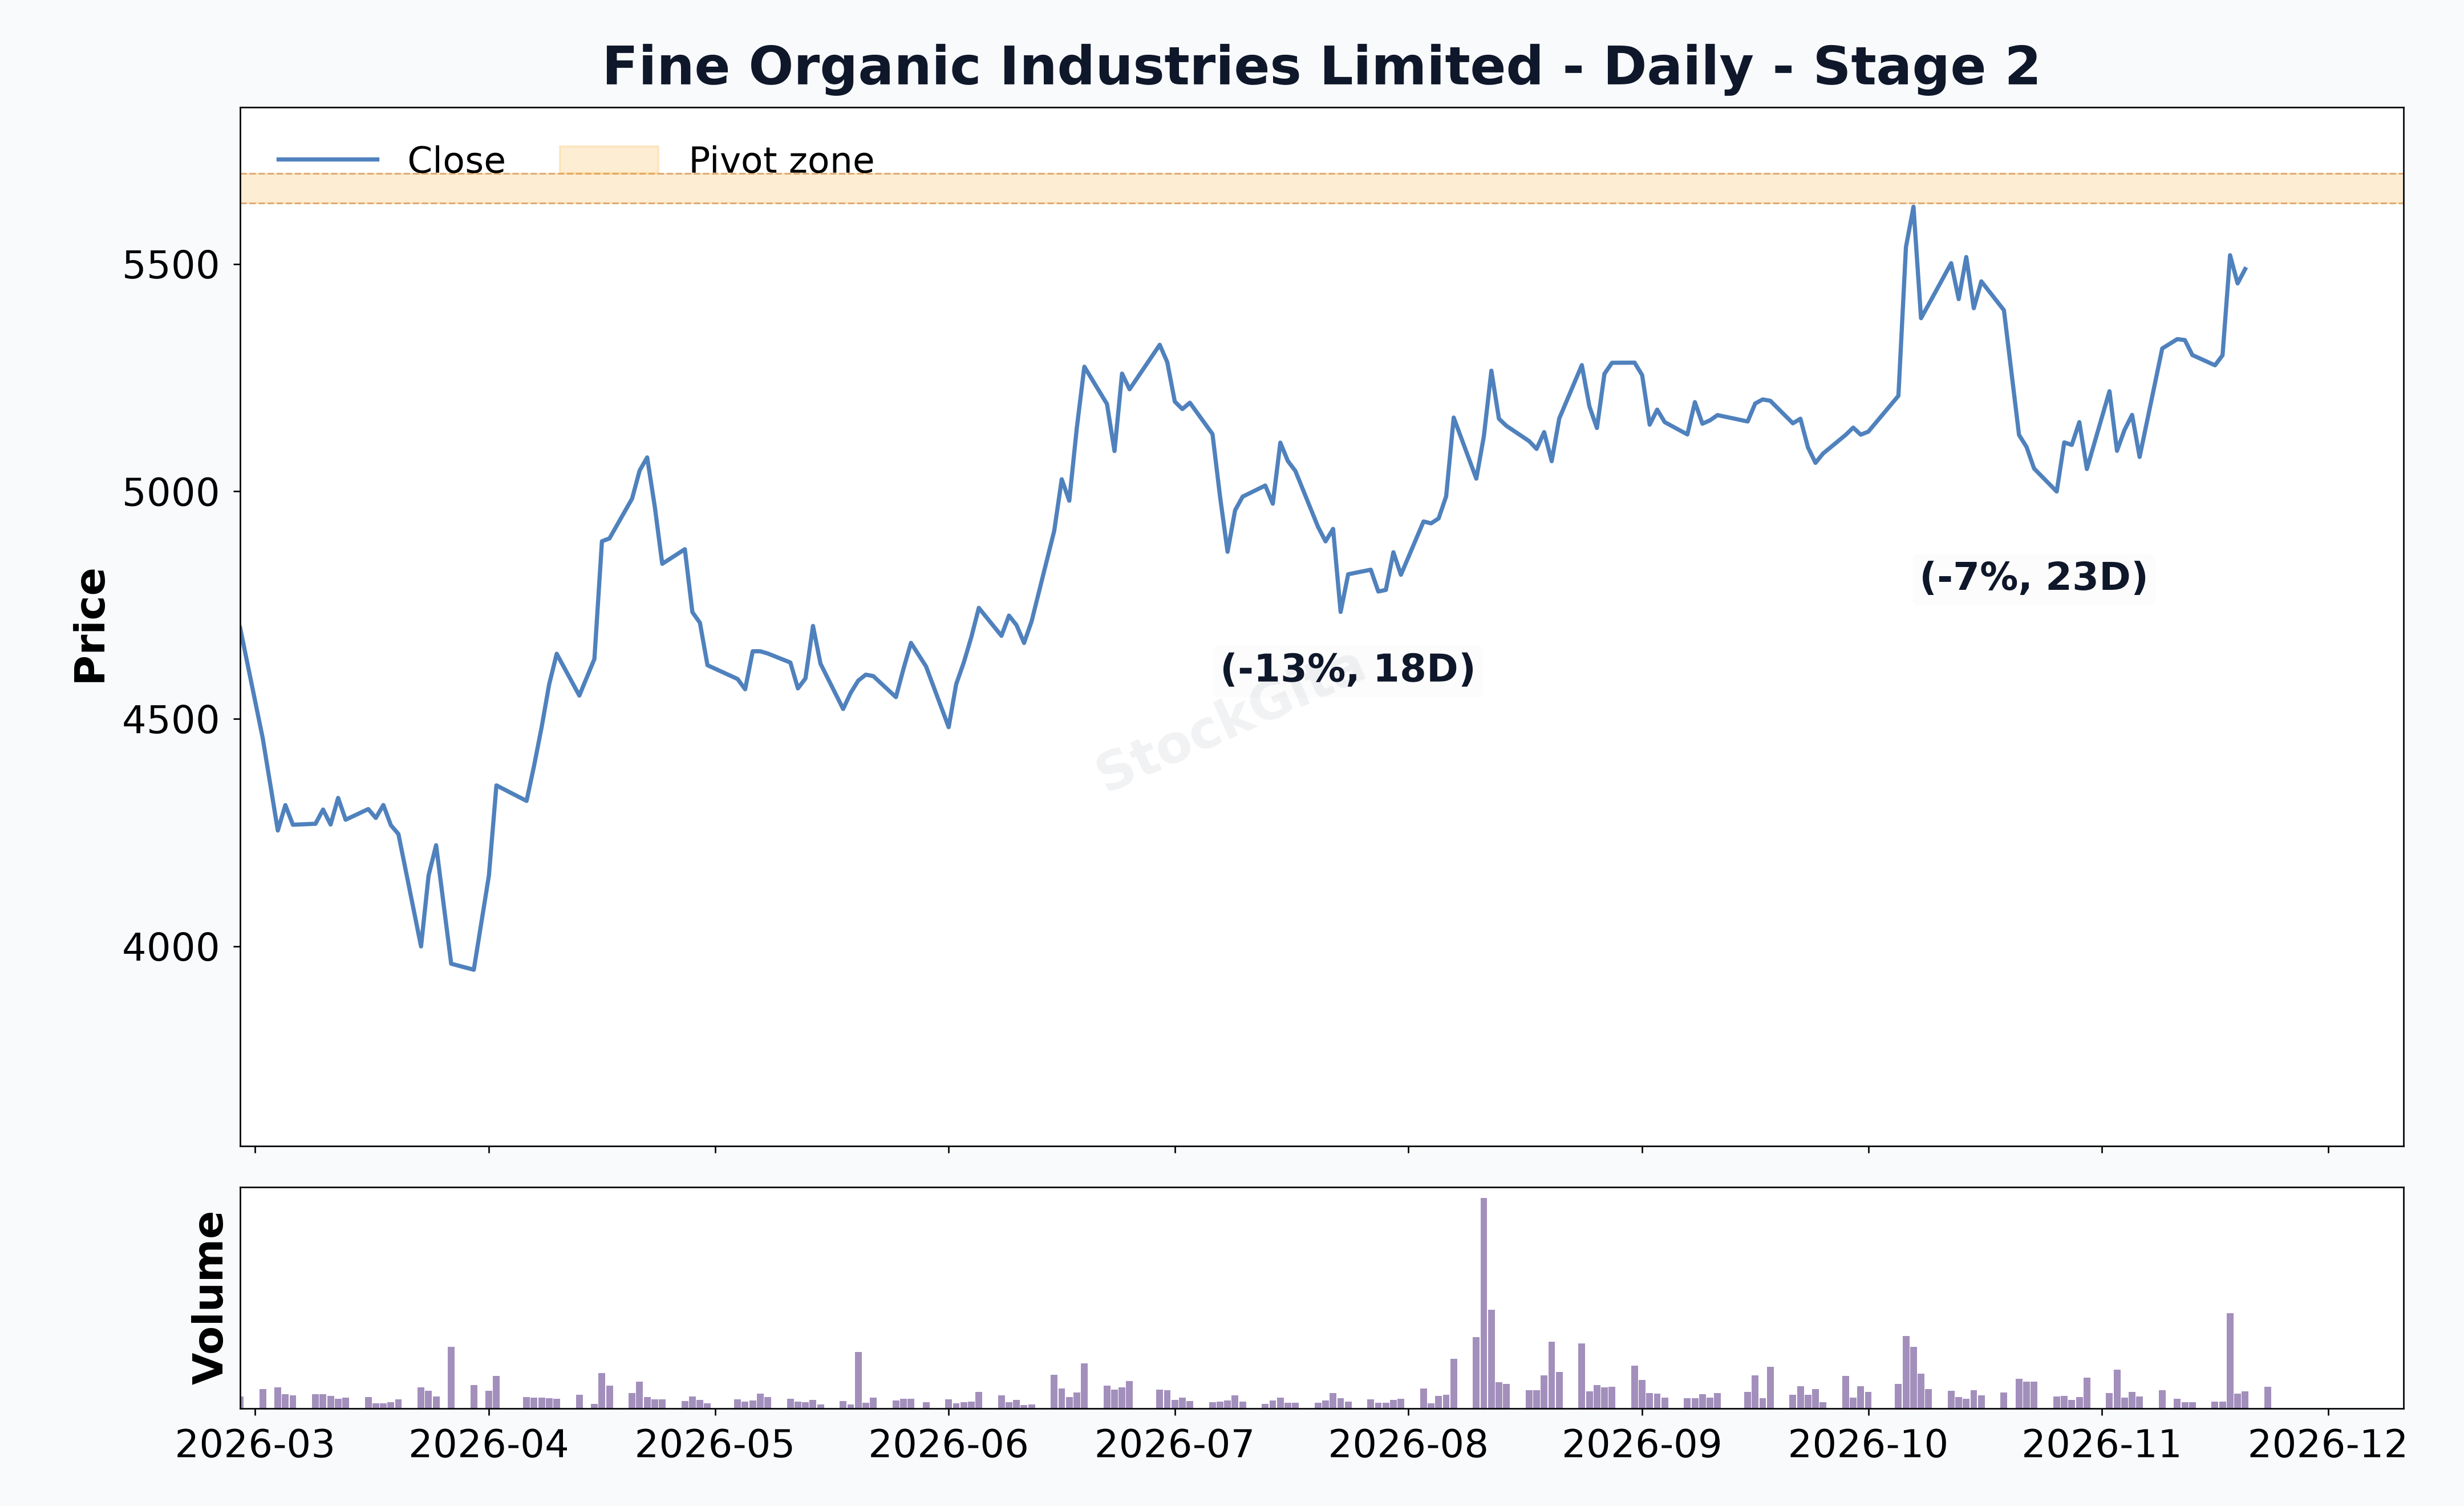 Fine Organic Industries Limited - Daily - Stage 2
Close
Pivot zone
5500
5000
4500
4000
Price
(-7%, 23D)
(-13%, 18D)
StockGita
Volume
2026-03
2026-04
2026-05
2026-06
2026-07
2026-08
2026-09
2026-10
2026-11
2026-12